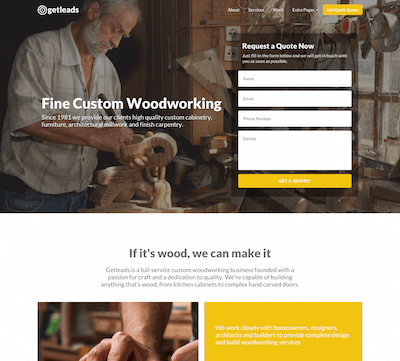 getleads
About
Services
Work
Extra Pages
Get Quick Quote
Request a Quote Now
Just fill-in the form below and we will get in touch with
you as soon as possible.
Name
Email
Phone Number
Details
GET A QUOTE!
Fine Custom Woodworking
Since 1981 we provide our clients high quality custom cabinetry,
furniture, architectural millwork and finish carpentry.
If it's wood, we can make it
Getleads is a full-service custom woodworking business founded with a
passion for craft and a dedication to quality. We're capable of building
anything that's wood, from kitchen cabinets to complex hand carved doors.
We work closely with homeowners, designers,
architects and builders to provide complete design
and build woodworking services